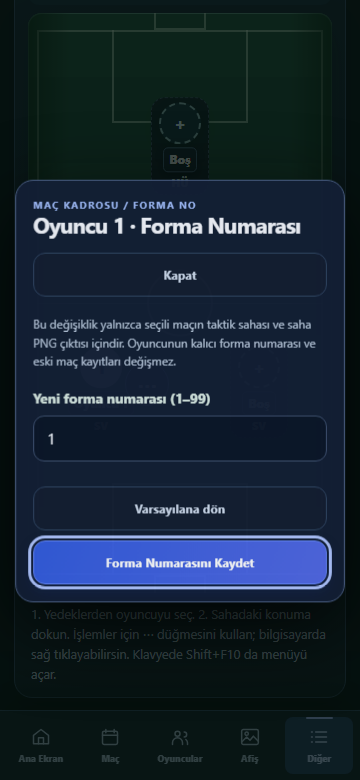 +
Boş
MAÇ KADROSU / FORMA NO
Oyuncu 1 · Forma Numarası
Kapat
Bu değişiklik yalnızca seçili maçın taktik sahası ve saha
PNG çıktısı içindir. Oyuncunun kalıcı forma numarası ve
eski maç kayıtları değişmez.
Yeni forma numarası (1–99)
1
Varsayılana dön
Forma Numarasını Kaydet
1. Yedeklerden oyuncuyu seç. 2. Sahadaki konuma
dokun. İşlemler için ··· düğmesini kullan; bilgisayarda
sağ tıklayabilirsin. Klavyede Shift+F10 da menüyü
açar.
Ana Ekran
Maç
Oyuncular
Afiş
Diğer